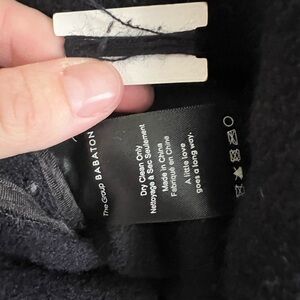 The Group BABATON
Dry Clean Only
Nettoyage à Sec Seulement
Made in China
Fabriqué en Chine
A little love
goes a long way.